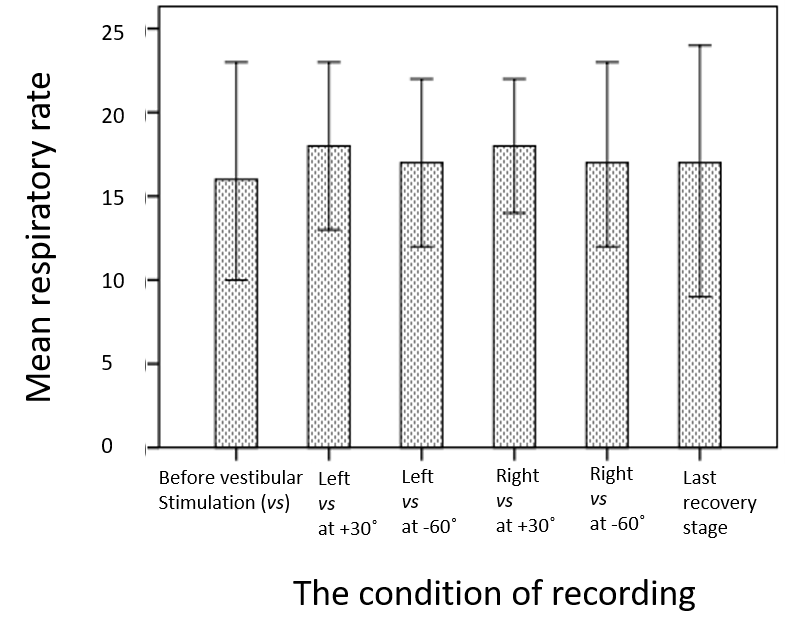 Mean respiratory rate
25
20
15
10
5
0
Before vestibular
Stimulation (vs)
Left
vs
at +30˚
Left
vs
at -60˚
Right
vs
at +30˚
Right
vs
at -60˚
Last
recovery
stage
The condition of recording